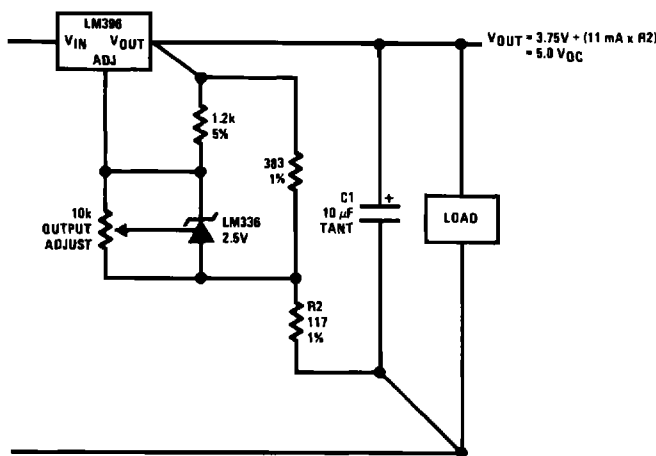 LM396
VIN VOUT
ADJ
VOUT = 3.75V + (11 mA x R2)
= 5.0 VDC
1.2k
5%
383
1%
C1
10 μF
TANT
+
LOAD
10k
OUTPUT
ADJUST
LM336
2.5V
R2
117
1%